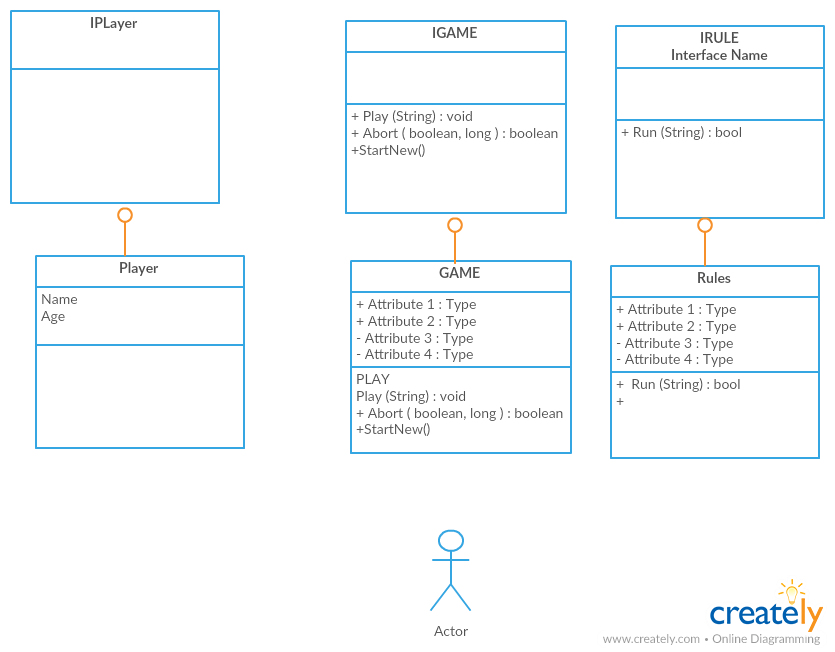 IPLayer
Player
Name
Age
IGAME
+ Play (String) : void
+ Abort ( boolean, long ) : boolean
+StartNew()
GAME
+ Attribute 1 : Type
+ Attribute 2 : Type
- Attribute 3 : Type
- Attribute 4 : Type
PLAY
Play (String) : void
+ Abort ( boolean, long ) : boolean
+StartNew()
IRULE
Interface Name
+ Run (String) : bool
Rules
+ Attribute 1 : Type
+ Attribute 2 : Type
- Attribute 3 : Type
- Attribute 4 : Type
+  Run (String) : bool
+
Actor
creately
www.creately.com • Online Diagramming